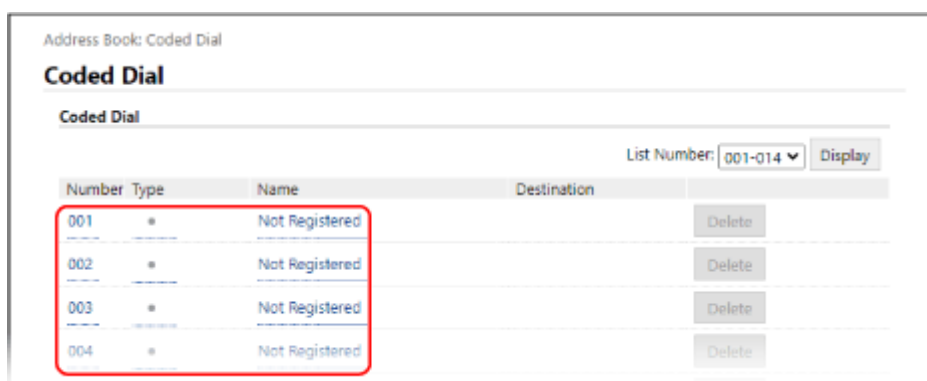 Address Book: Coded Dial
Coded Dial
Coded Dial
List Number: 001-014 Display
Number Type Name Destination
001 Not Registered Delete
002 Not Registered Delete
003 Not Registered Delete
004 Not Registered Delete